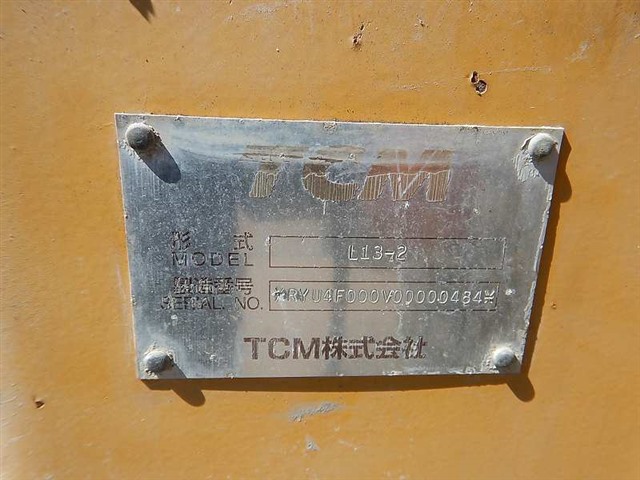 TCM
形式
MODEL L13-2
製造番号
SERIAL NO. *RYU4F000V00000484*
TCM株式会社